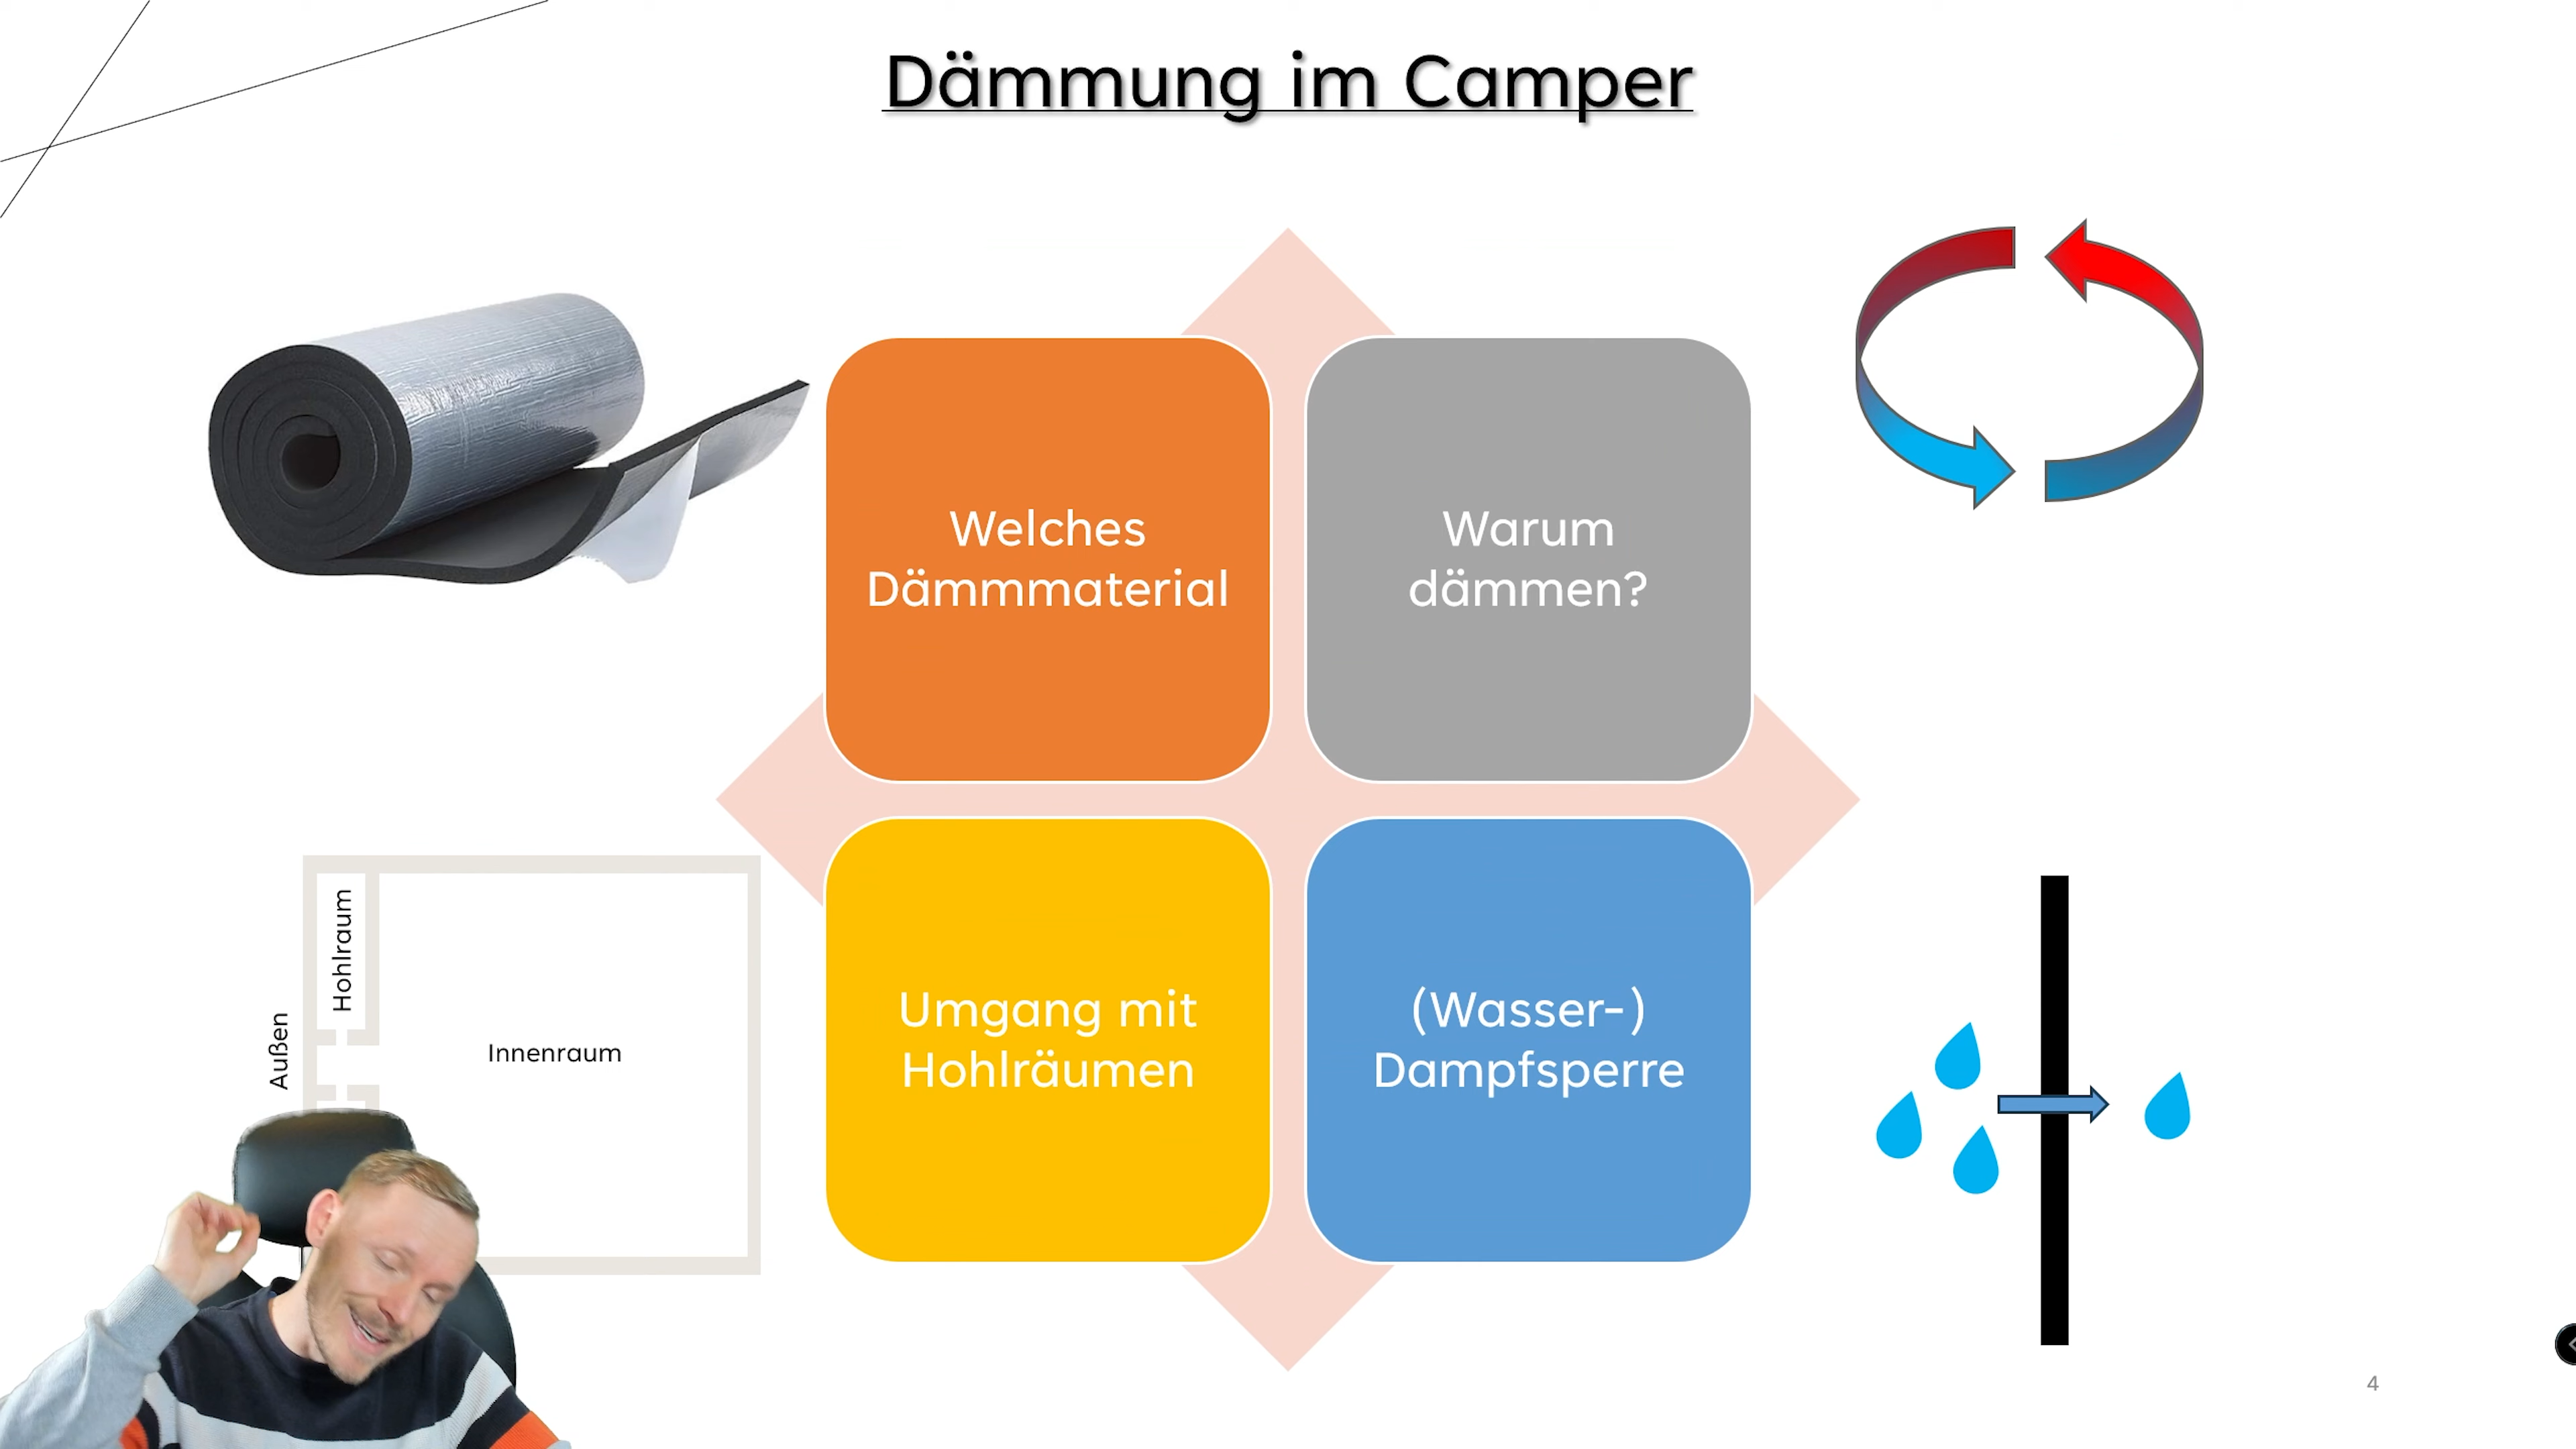 Dämmung im Camper
Welches
Dämmmaterial
Warum
dämmen?
Umgang mit
Hohlräumen
(Wasser-)
Dampfsperre
Hohlraum
Außen
Innenraum
4